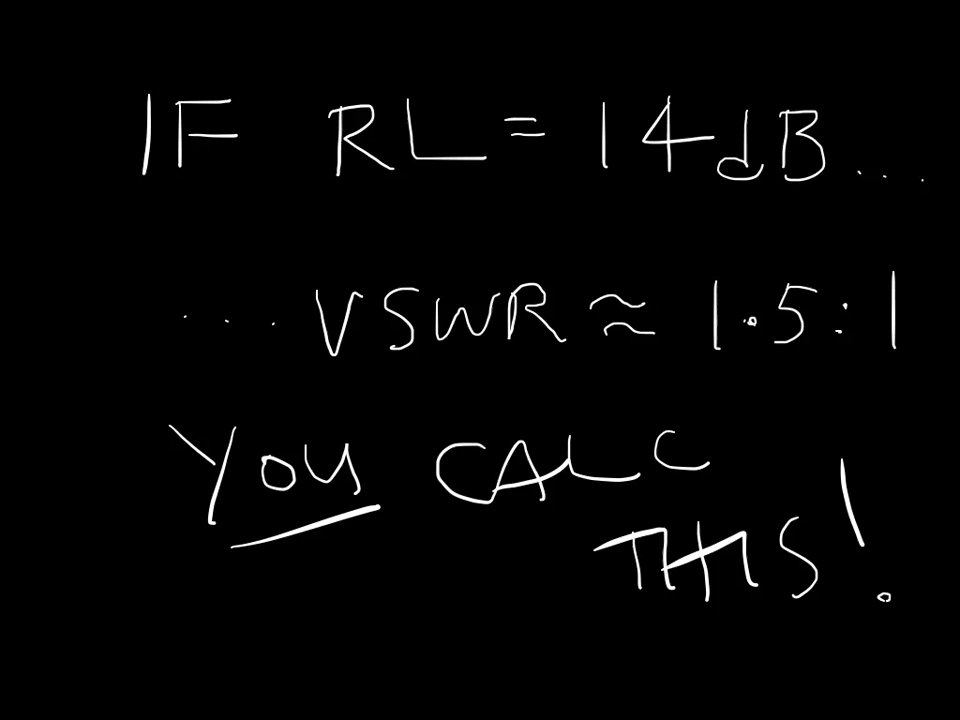 IF RL = 14dB....
....VSWR ≈ 1.5:1
YOU CALC
THIS!